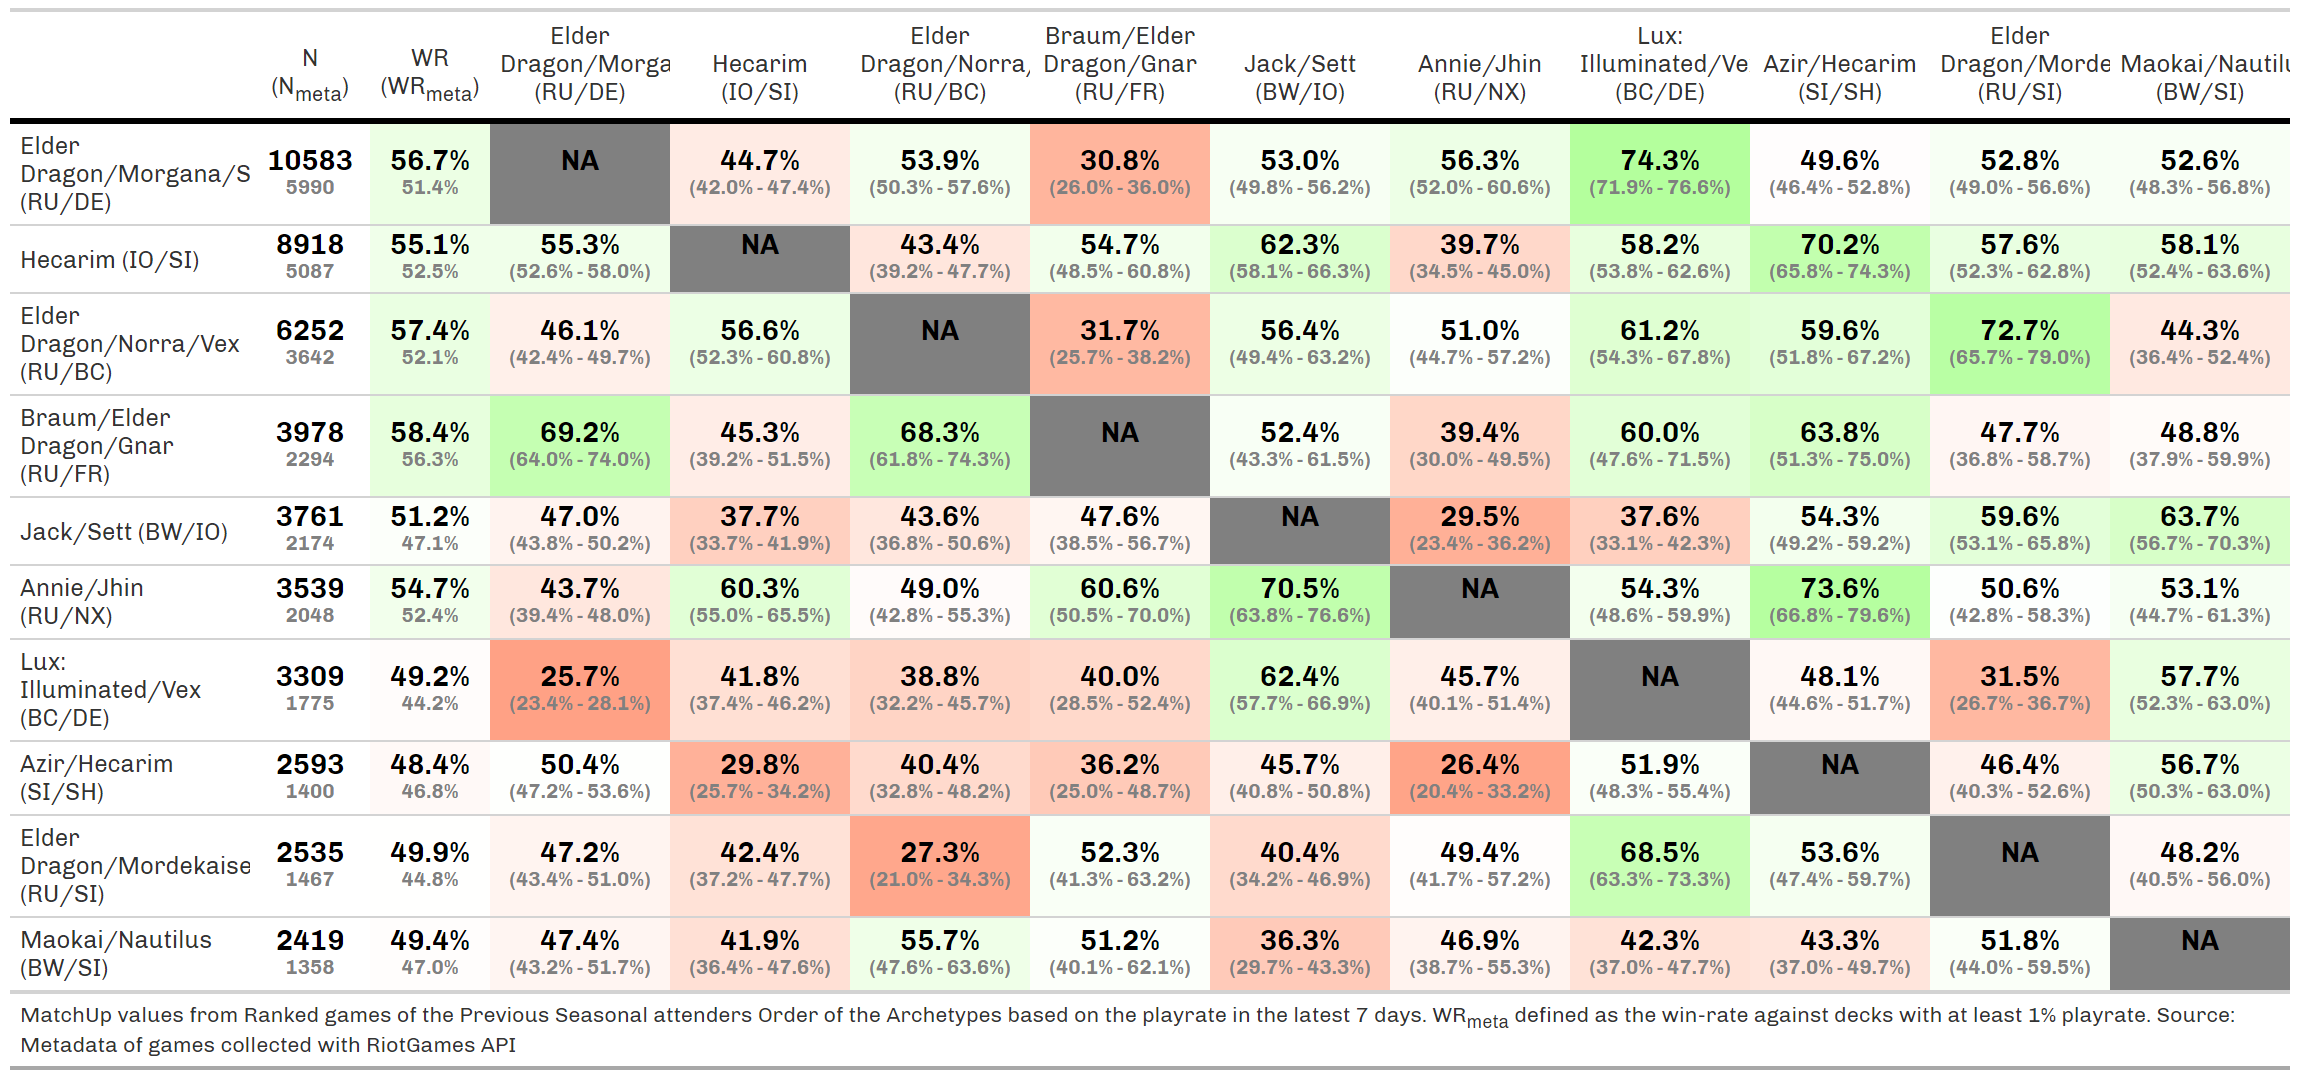 N (Nmeta) WR (WRmeta) Elder Dragon/Morga (RU/DE) Hecarim (IO/SI) Elder Dragon/Norra, (RU/BC) Braum/Elder Dragon/Gnar (RU/FR) Jack/Sett (BW/IO) Annie/Jhin (RU/NX) Lux: Illuminated/Ve (BC/DE) Azir/Hecarim (SI/SH) Elder Dragon/Morde (RU/SI) Maokai/Nautilu (BW/SI)
Elder Dragon/Morgana/S (RU/DE) 10583 56.7% NA 44.7% 53.9% 30.8% 53.0% 56.3% 74.3% 49.6% 52.8% 52.6%
5990 51.4% (42.0% - 47.4%) (50.3% - 57.6%) (26.0% - 36.0%) (49.8% - 56.2%) (52.0% - 60.6%) (71.9% - 76.6%) (46.4% - 52.8%) (49.0% - 56.6%) (48.3% - 56.8%)
Hecarim (IO/SI) 8918 55.1% 55.3% NA 43.4% 54.7% 62.3% 39.7% 58.2% 70.2% 57.6% 58.1%
5087 52.5% (52.6% - 58.0%) (39.2% - 47.7%) (48.5% - 60.8%) (58.1% - 66.3%) (34.5% - 45.0%) (53.8% - 62.6%) (65.8% - 74.3%) (52.3% - 62.8%) (52.4% - 63.6%)
Elder Dragon/Norra/Vex (RU/BC) 6252 57.4% 46.1% 56.6% NA 31.7% 56.4% 51.0% 61.2% 59.6% 72.7% 44.3%
3642 52.1% (42.4% - 49.7%) (52.3% - 60.8%) (25.7% - 38.2%) (49.4% - 63.2%) (44.7% - 57.2%) (54.3% - 67.8%) (51.8% - 67.2%) (65.7% - 79.0%) (36.4% - 52.4%)
Braum/Elder Dragon/Gnar (RU/FR) 3978 58.4% 69.2% 45.3% 68.3% NA 52.4% 39.4% 60.0% 63.8% 47.7% 48.8%
2294 56.3% (64.0% - 74.0%) (39.2% - 51.5%) (61.8% - 74.3%) (43.3% - 61.5%) (30.0% - 49.5%) (47.6% - 71.5%) (51.3% - 75.0%) (36.8% - 58.7%) (37.9% - 59.9%)
Jack/Sett (BW/IO) 3761 51.2% 47.0% 37.7% 43.6% 47.6% NA 29.5% 37.6% 54.3% 59.6% 63.7%
2174 47.1% (43.8% - 50.2%) (33.7% - 41.9%) (36.8% - 50.6%) (38.5% - 56.7%) (23.4% - 36.2%) (33.1% - 42.3%) (49.2% - 59.2%) (53.1% - 65.8%) (56.7% - 70.3%)
Annie/Jhin (RU/NX) 3539 54.7% 43.7% 60.3% 49.0% 60.6% 70.5% NA 54.3% 73.6% 50.6% 53.1%
2048 52.4% (39.4% - 48.0%) (55.0% - 65.5%) (42.8% - 55.3%) (50.5% - 70.0%) (63.8% - 76.6%) (48.6% - 59.9%) (66.8% - 79.6%) (42.8% - 58.3%) (44.7% - 61.3%)
Lux: Illuminated/Vex (BC/DE) 3309 49.2% 25.7% 41.8% 38.8% 40.0% 62.4% 45.7% NA 48.1% 31.5% 57.7%
1775 44.2% (23.4% - 28.1%) (37.4% - 46.2%) (32.2% - 45.7%) (28.5% - 52.4%) (57.7% - 66.9%) (40.1% - 51.4%) (44.6% - 51.7%) (26.7% - 36.7%) (52.3% - 63.0%)
Azir/Hecarim (SI/SH) 2593 48.4% 50.4% 29.8% 40.4% 36.2% 45.7% 26.4% 51.9% NA 46.4% 56.7%
1400 46.8% (47.2% - 53.6%) (25.7% - 34.2%) (32.8% - 48.2%) (25.0% - 48.7%) (40.8% - 50.8%) (20.4% - 33.2%) (48.3% - 55.4%) (40.3% - 52.6%) (50.3% - 63.0%)
Elder Dragon/Mordekaise (RU/SI) 2535 49.9% 47.2% 42.4% 27.3% 52.3% 40.4% 49.4% 68.5% 53.6% NA 48.2%
1467 44.8% (43.4% - 51.0%) (37.2% - 47.7%) (21.0% - 34.3%) (41.3% - 63.2%) (34.2% - 46.9%) (41.7% - 57.2%) (63.3% - 73.3%) (47.4% - 59.7%) (40.5% - 56.0%)
Maokai/Nautilus (BW/SI) 2419 49.4% 47.4% 41.9% 55.7% 51.2% 36.3% 46.9% 42.3% 43.3% 51.8% NA
1358 47.0% (43.2% - 51.7%) (36.4% - 47.6%) (47.6% - 63.6%) (40.1% - 62.1%) (29.7% - 43.3%) (38.7% - 55.3%) (37.0% - 47.7%) (37.0% - 49.7%) (44.0% - 59.5%)
MatchUp values from Ranked games of the Previous Seasonal attenders Order of the Archetypes based on the playrate in the latest 7 days. WRmeta defined as the win-rate against decks with at least 1% playrate. Source:
Metadata of games collected with RiotGames API